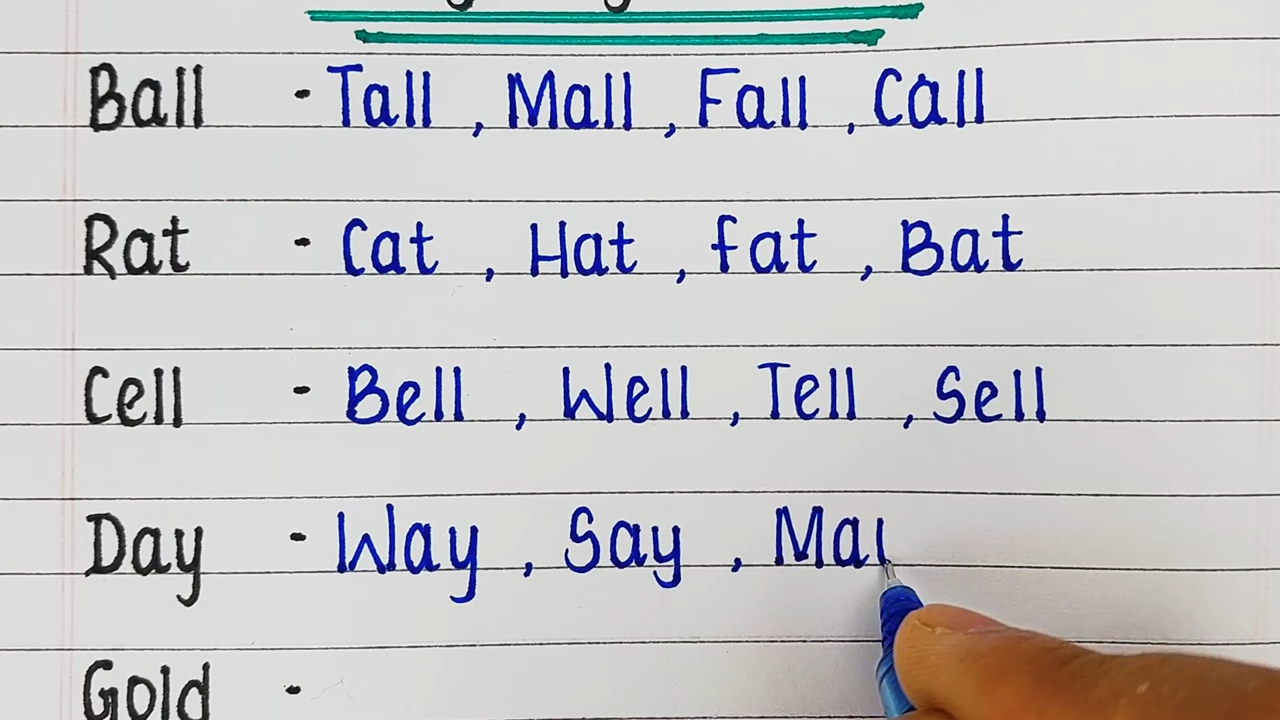 Ball - Tall , Mall , Fall , Call
Rat - Cat , Hat , fat , Bat
Cell - Bell , Well , Tell , Sell
Day - Way , Say ,
Gold -